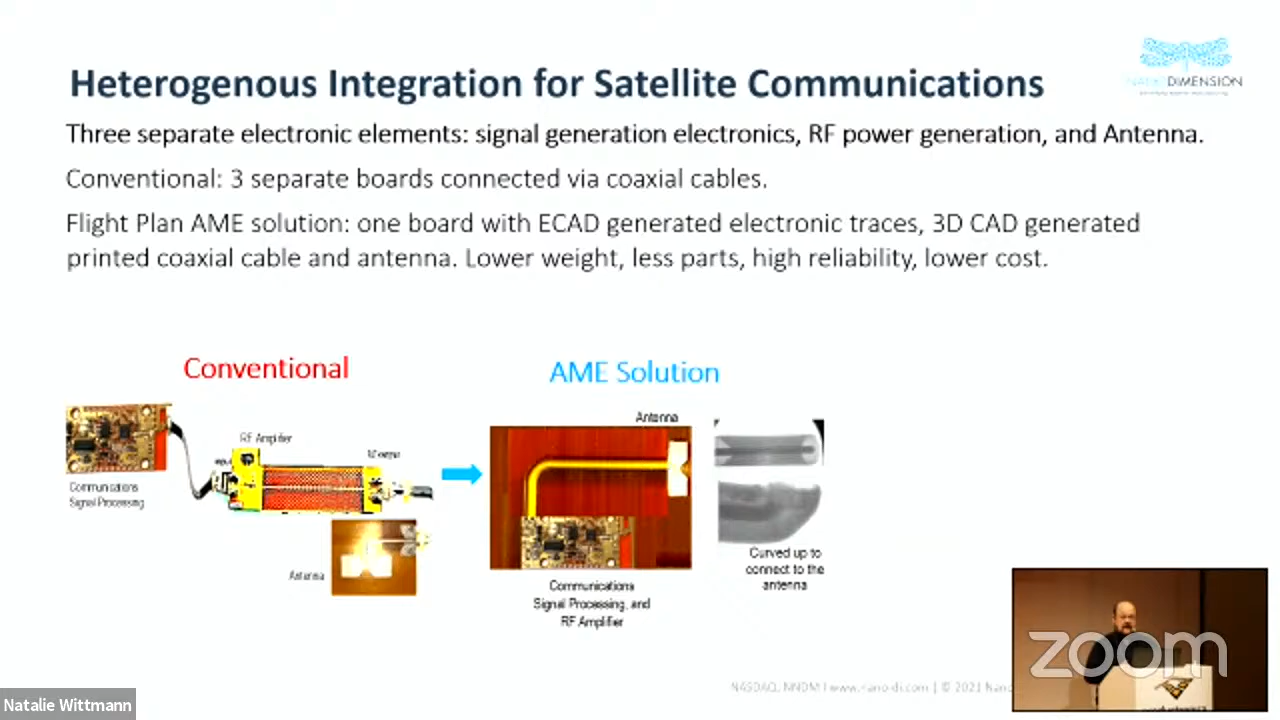 Heterogenous Integration for Satellite Communications
DIMENSION
Three separate electronic elements: signal generation electronics, RF power generation, and Antenna.
Conventional: 3 separate boards connected via coaxial cables.
Flight Plan AME solution: one board with ECAD generated electronic traces, 3D CAD generated
printed coaxial cable and antenna. Lower weight, less parts, high reliability, lower cost.
Conventional
AME Solution
Antenna
RF Amplifier
Communications
Signal Processing
Antenna
Communications
Signal Processing, and
RF Amplifier
Curved up to
connect to the
antenna
zoom
NASDAQ. NNDM | www.nano-di.com | © 2021 Nano
Natalie Wittmann